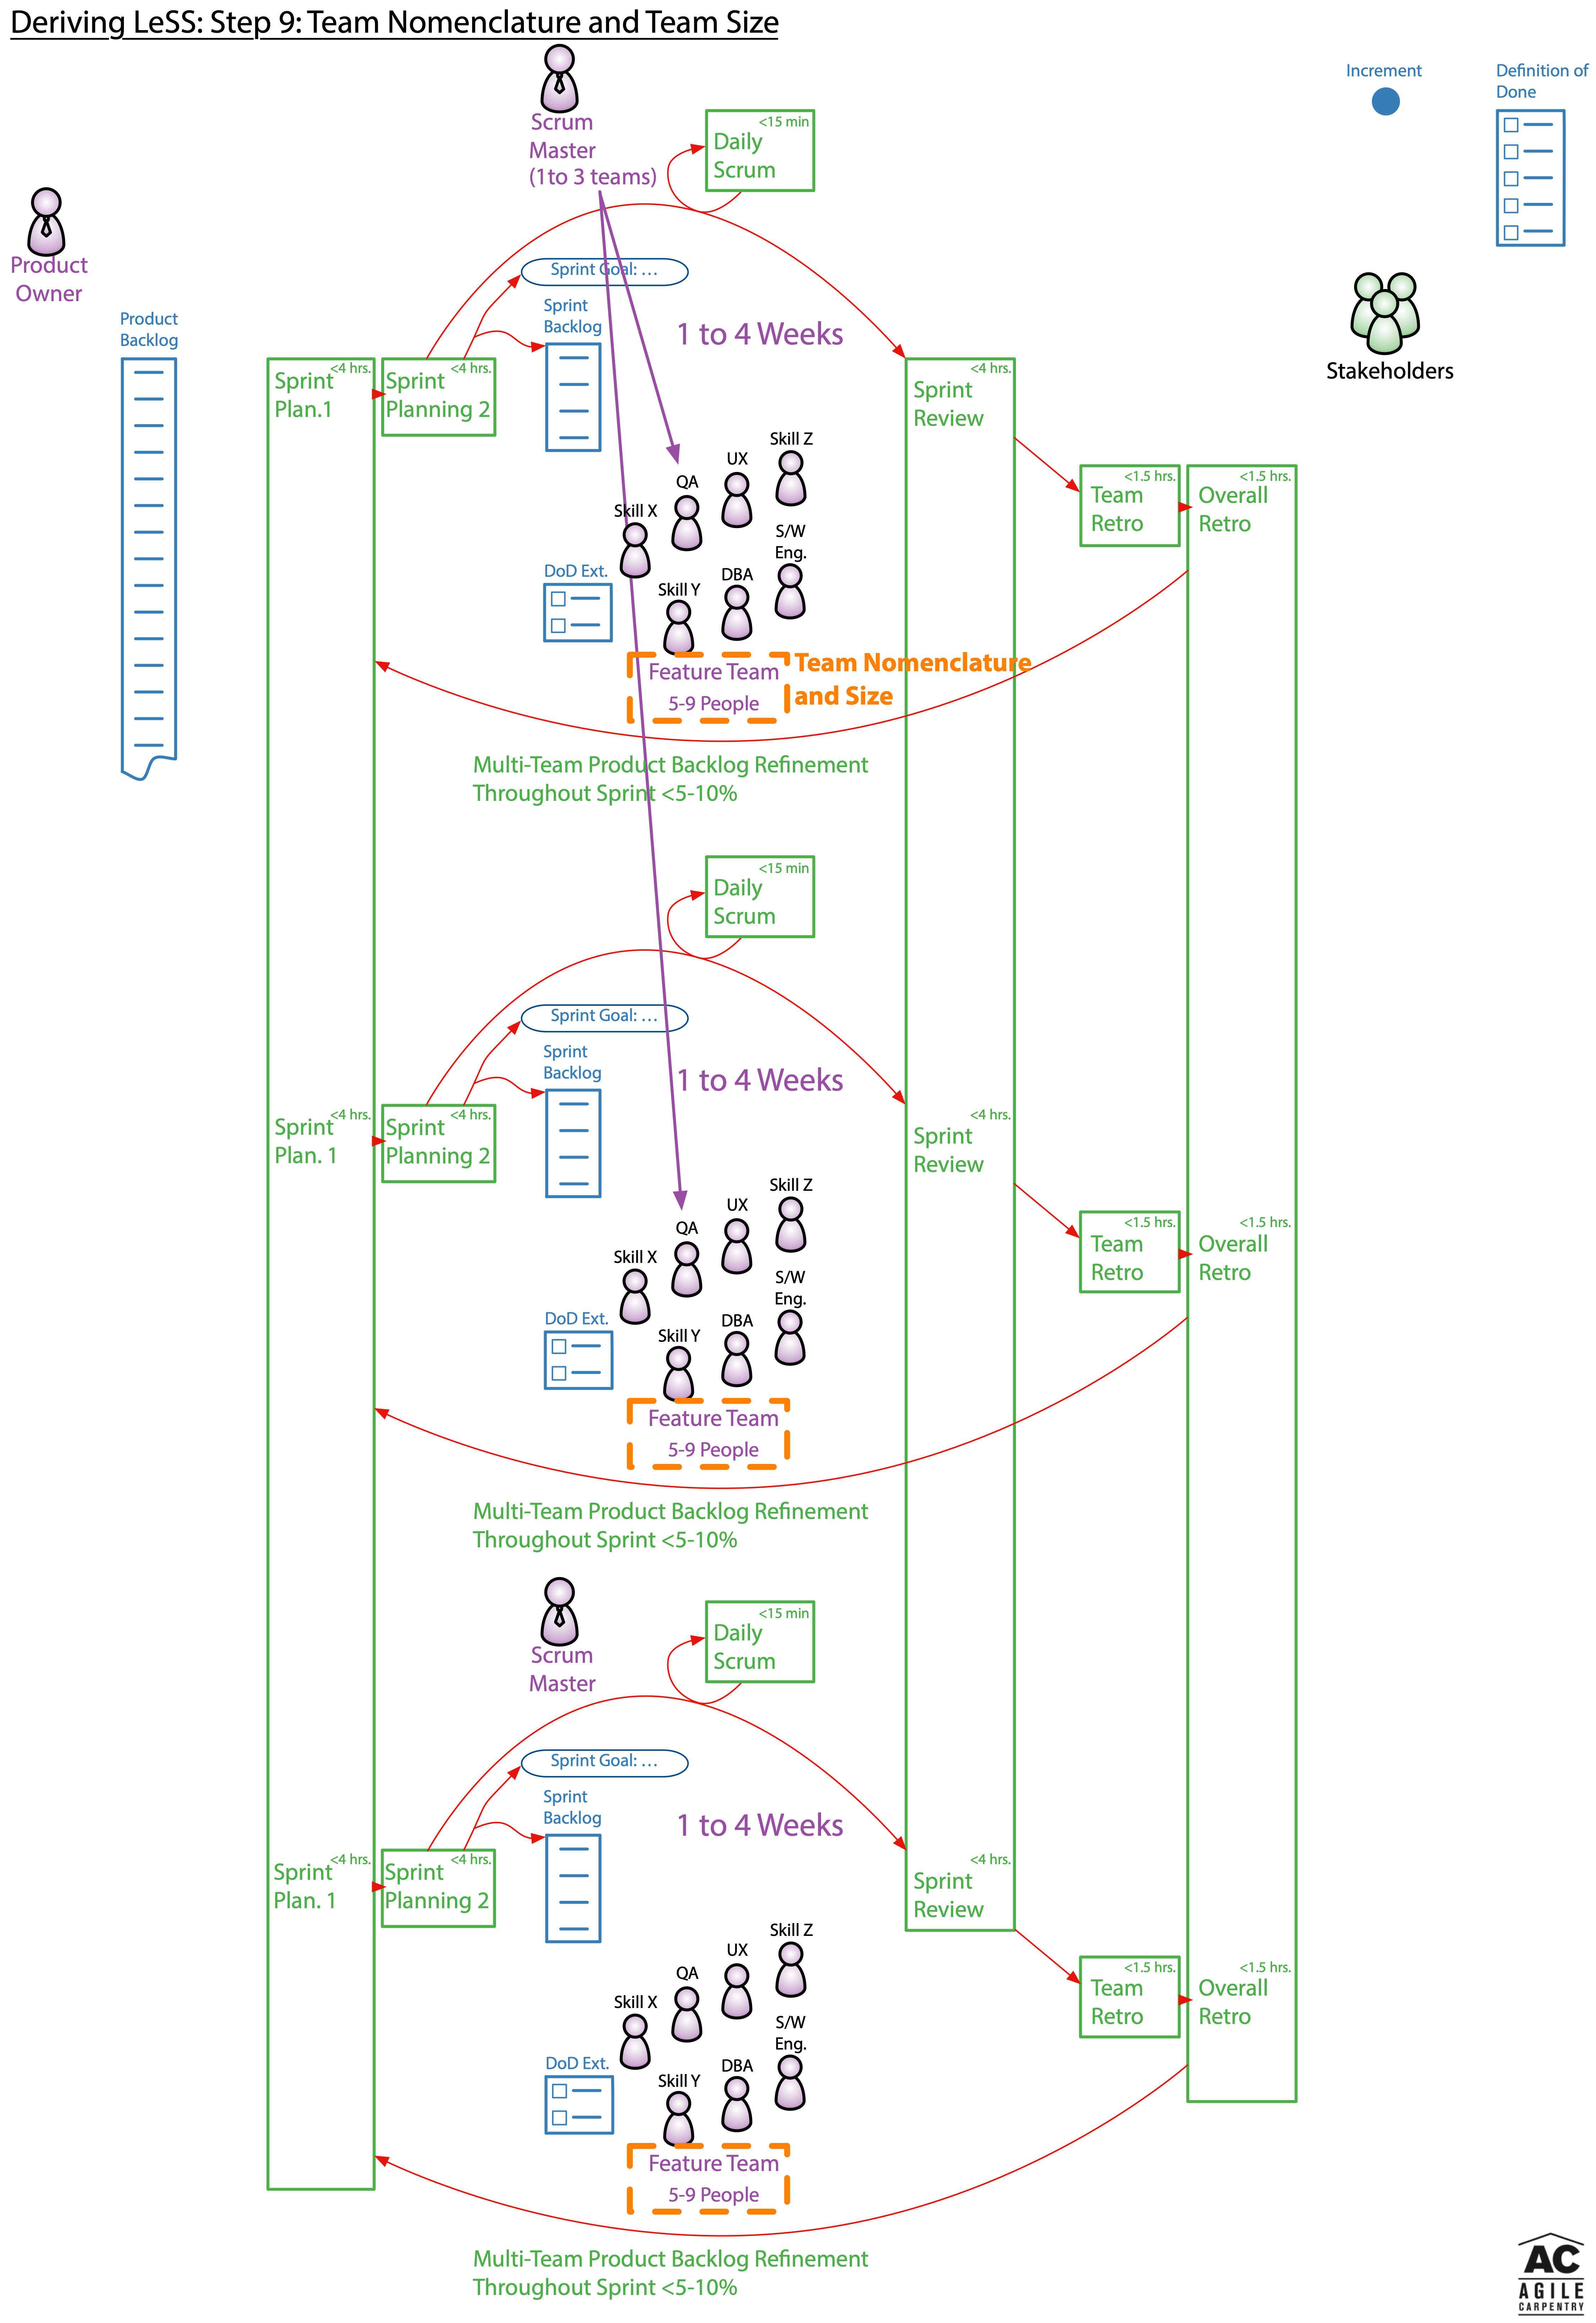 Deriving LeSS: Step 9: Team Nomenclature and Team Size
Scrum
Master
(1to 3 teams)
<15 min
Daily
Scrum
Increment
Definition of
Done
Product
Owner
Product
Backlog
Stakeholders
Sprint Goal: ...
Sprint
Backlog
1 to 4 Weeks
<4 hrs.
Sprint
Plan.1
<4 hrs.
Sprint
Planning 2
<4 hrs.
Sprint
Review
<1.5 hrs.
Team
Retro
<1.5 hrs.
Overall
Retro
Skill Z
UX
QA
Skill X
S/W
Eng.
DBA
Skill Y
DoD Ext.
Feature Team
5-9 People
Team Nomenclature
and Size
Multi-Team Product Backlog Refinement
Throughout Sprint <5-10%
<15 min
Daily
Scrum
Sprint Goal: ...
Sprint
Backlog
1 to 4 Weeks
<4 hrs.
Sprint
Plan. 1
<4 hrs.
Sprint
Planning 2
<4 hrs.
Sprint
Review
<1.5 hrs.
Team
Retro
<1.5 hrs.
Overall
Retro
Skill Z
UX
QA
Skill X
S/W
Eng.
DBA
Skill Y
DoD Ext.
Feature Team
5-9 People
Multi-Team Product Backlog Refinement
Throughout Sprint <5-10%
Scrum
Master
<15 min
Daily
Scrum
Sprint Goal: ...
Sprint
Backlog
1 to 4 Weeks
<4 hrs.
Sprint
Plan. 1
<4 hrs.
Sprint
Planning 2
<4 hrs.
Sprint
Review
<1.5 hrs.
Team
Retro
<1.5 hrs.
Overall
Retro
Skill Z
UX
QA
Skill X
S/W
Eng.
DBA
Skill Y
DoD Ext.
Feature Team
5-9 People
Multi-Team Product Backlog Refinement
Throughout Sprint <5-10%
AC
AGILE
CARPENTRY